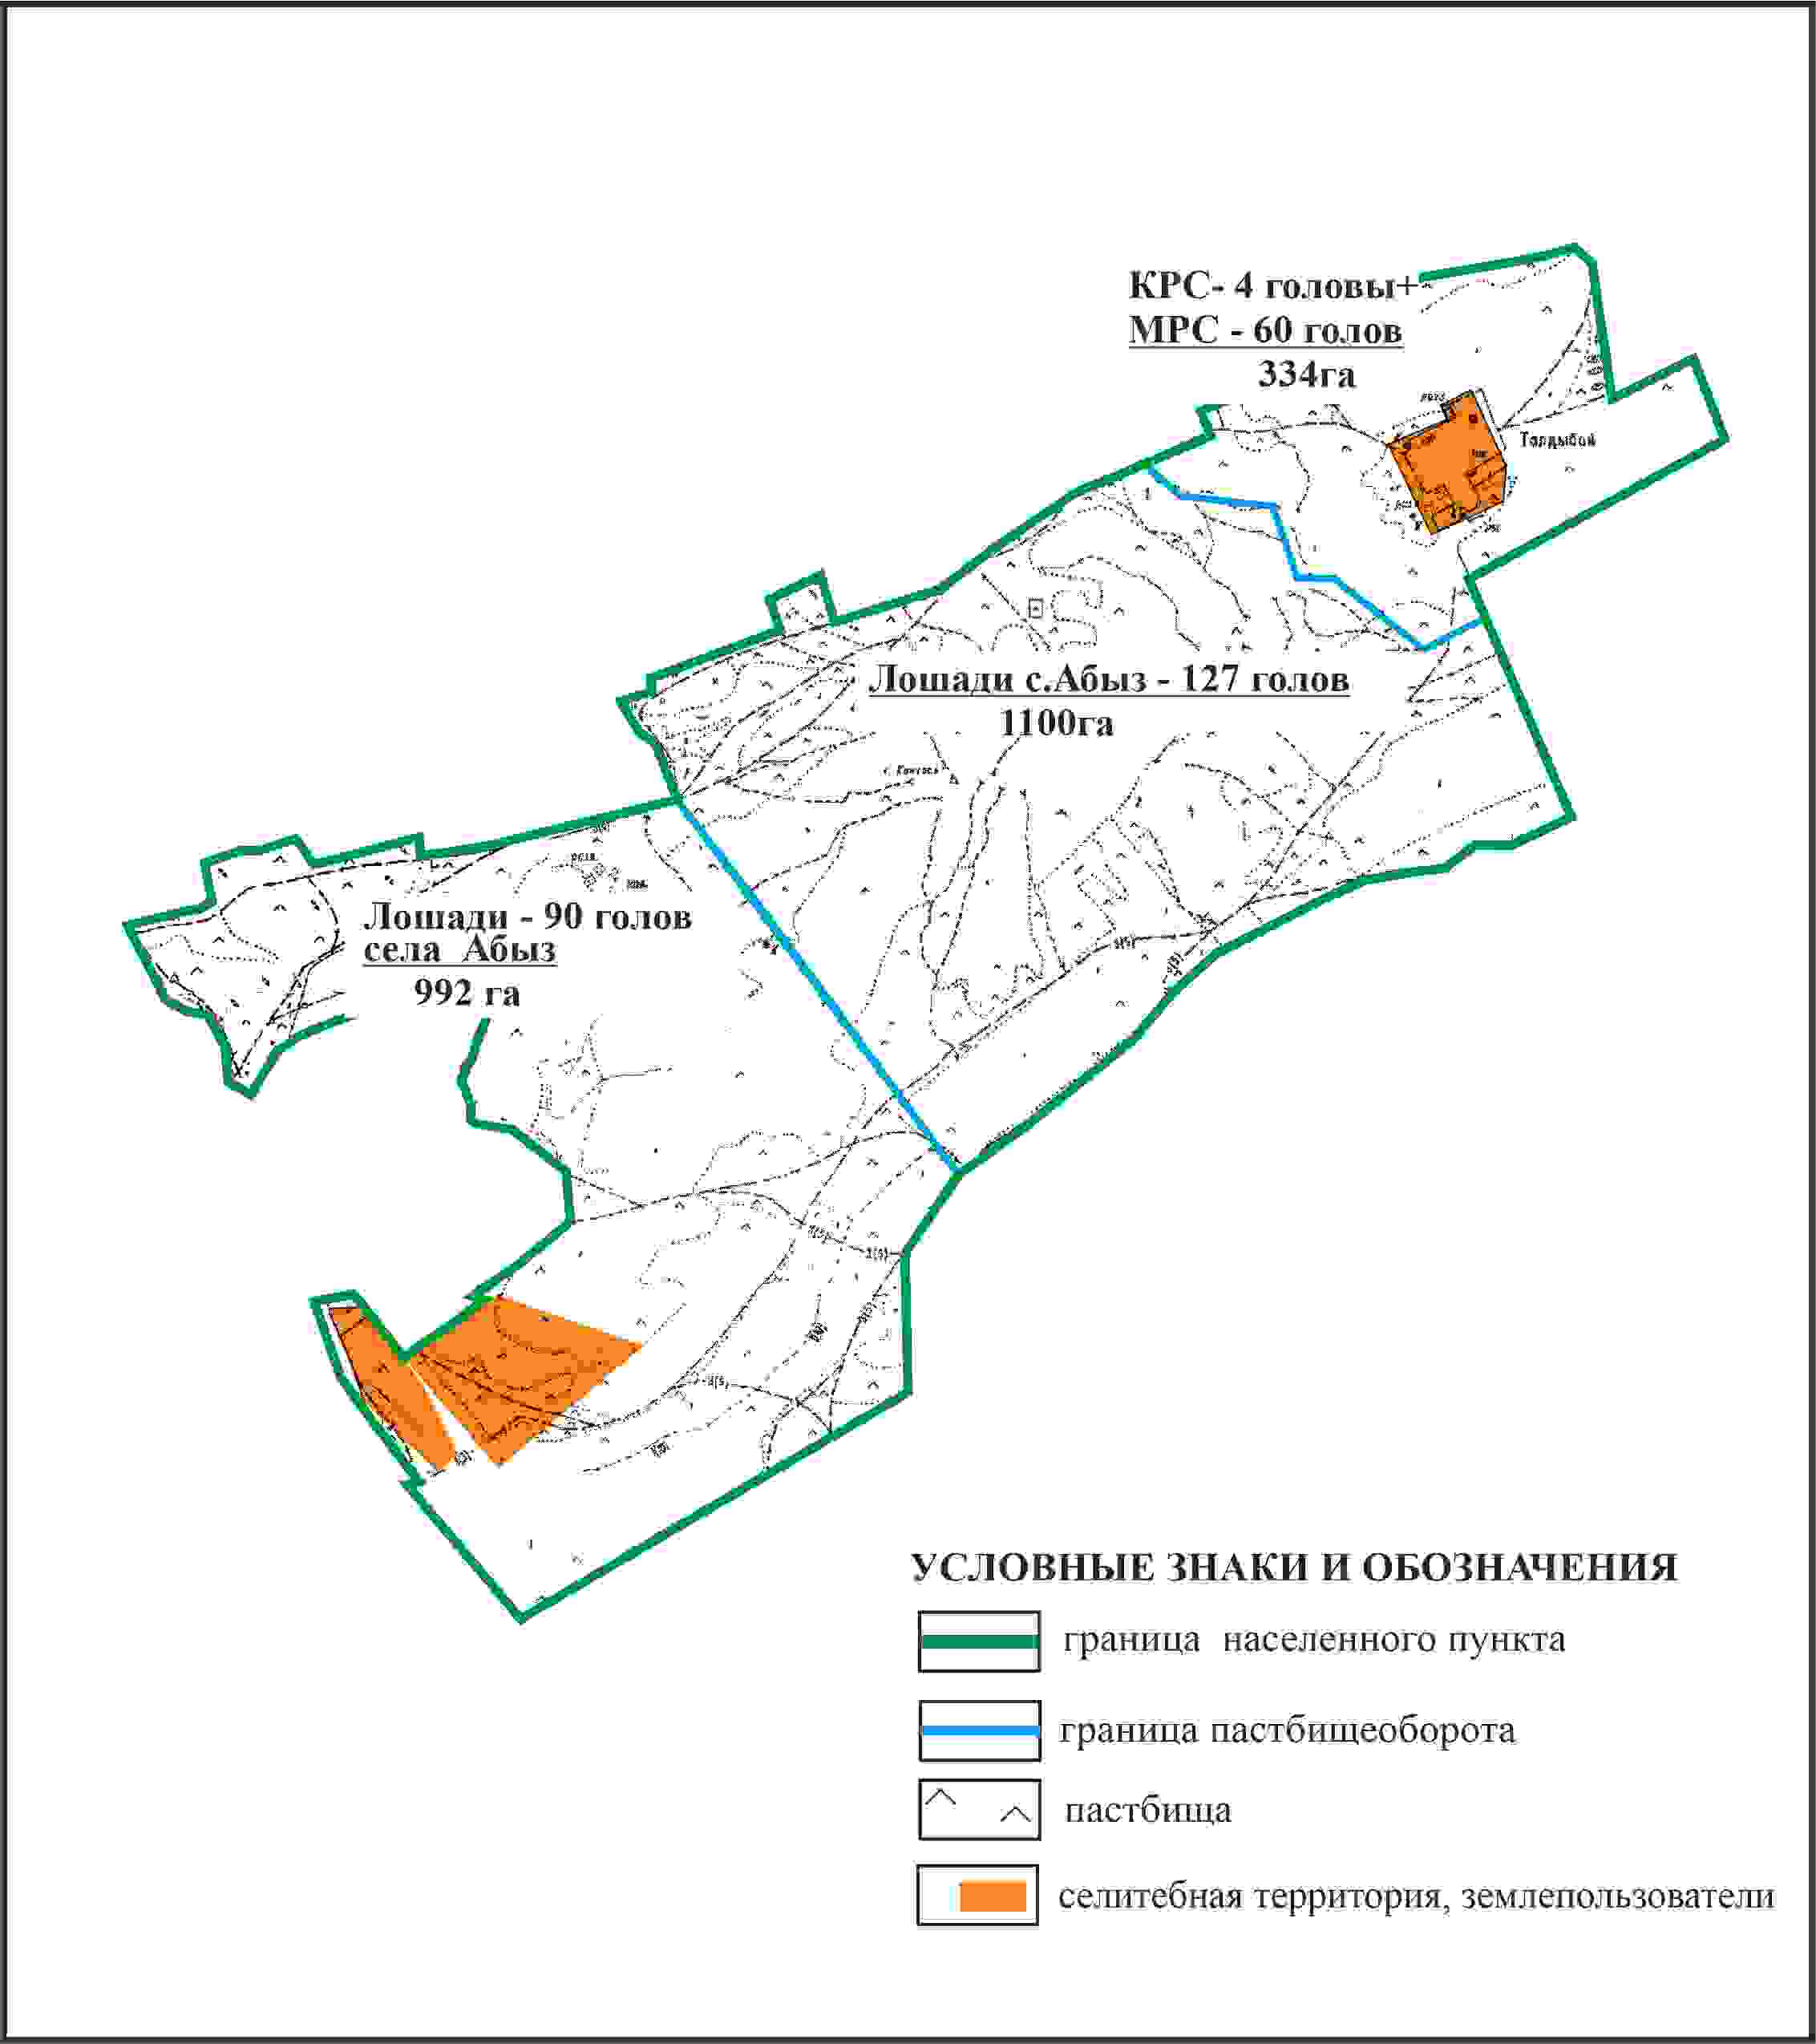 КРС- 4 головы+
МРС - 60 голов
334га
Талдыбой
Лошади с.Абыз - 127 голов
1100га
Лошади - 90 голов
села Абыз
992 га
УСЛОВНЫЕ ЗНАКИ И ОБОЗНАЧЕНИЯ
граница населенного пункта
граница пастбищеоборота
пастбища
селитебная территория, землепользователи